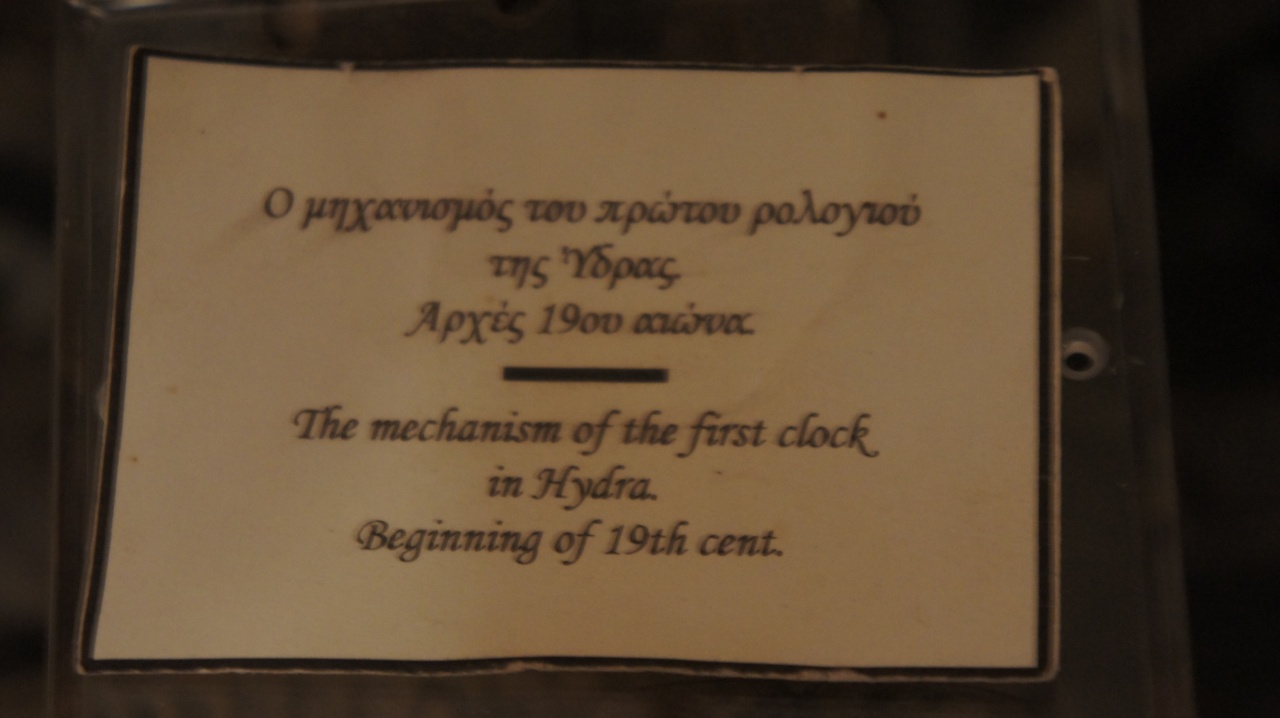 Ο μηχανισμός του πρώτου ρολογιού
της Ύδρας.
Αρχές 19ου αιώνα.
The mechanism of the first clock
in Hydra.
Beginning of 19th cent.